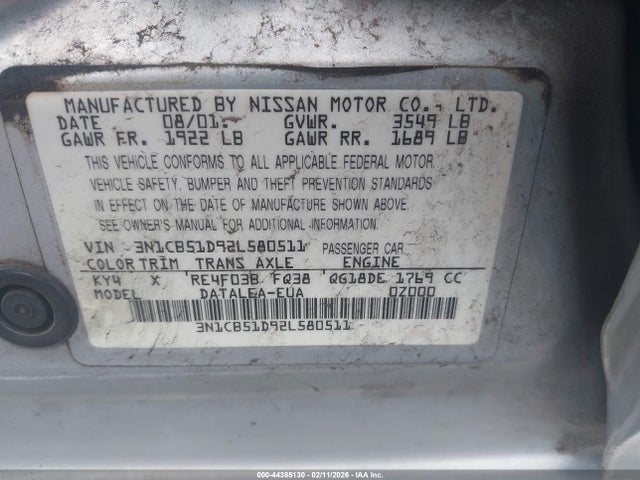 MANUFACTURED BY NISSAN MOTOR CO., LTD.
DATE 08/01. GVWR. 3549 LB
GAWR FR. 1922 LB GAWR RR. 1689 LB
THIS VEHICLE CONFORMS TO ALL APPLICABLE FEDERAL MOTOR
VEHICLE SAFETY, BUMPER AND THEFT PREVENTION STANDARDS
IN EFFECT ON THE DATE OF MANUFACTURE SHOWN ABOVE.
SEE OWNER'S MANUAL FOR ADDITIONAL INFORMATION.
VIN 3N1CB51D92L580511 PASSENGER CAR
COLOR TRIM TRANS AXLE ENGINE
KY4 X RE4F03B FQ38 QG18DE 1769 CC
MODEL DATALEA-EUA 0Z000
3N1CB51D92L580511
000-44385130 - 02/11/2026 - IAAI, Inc.